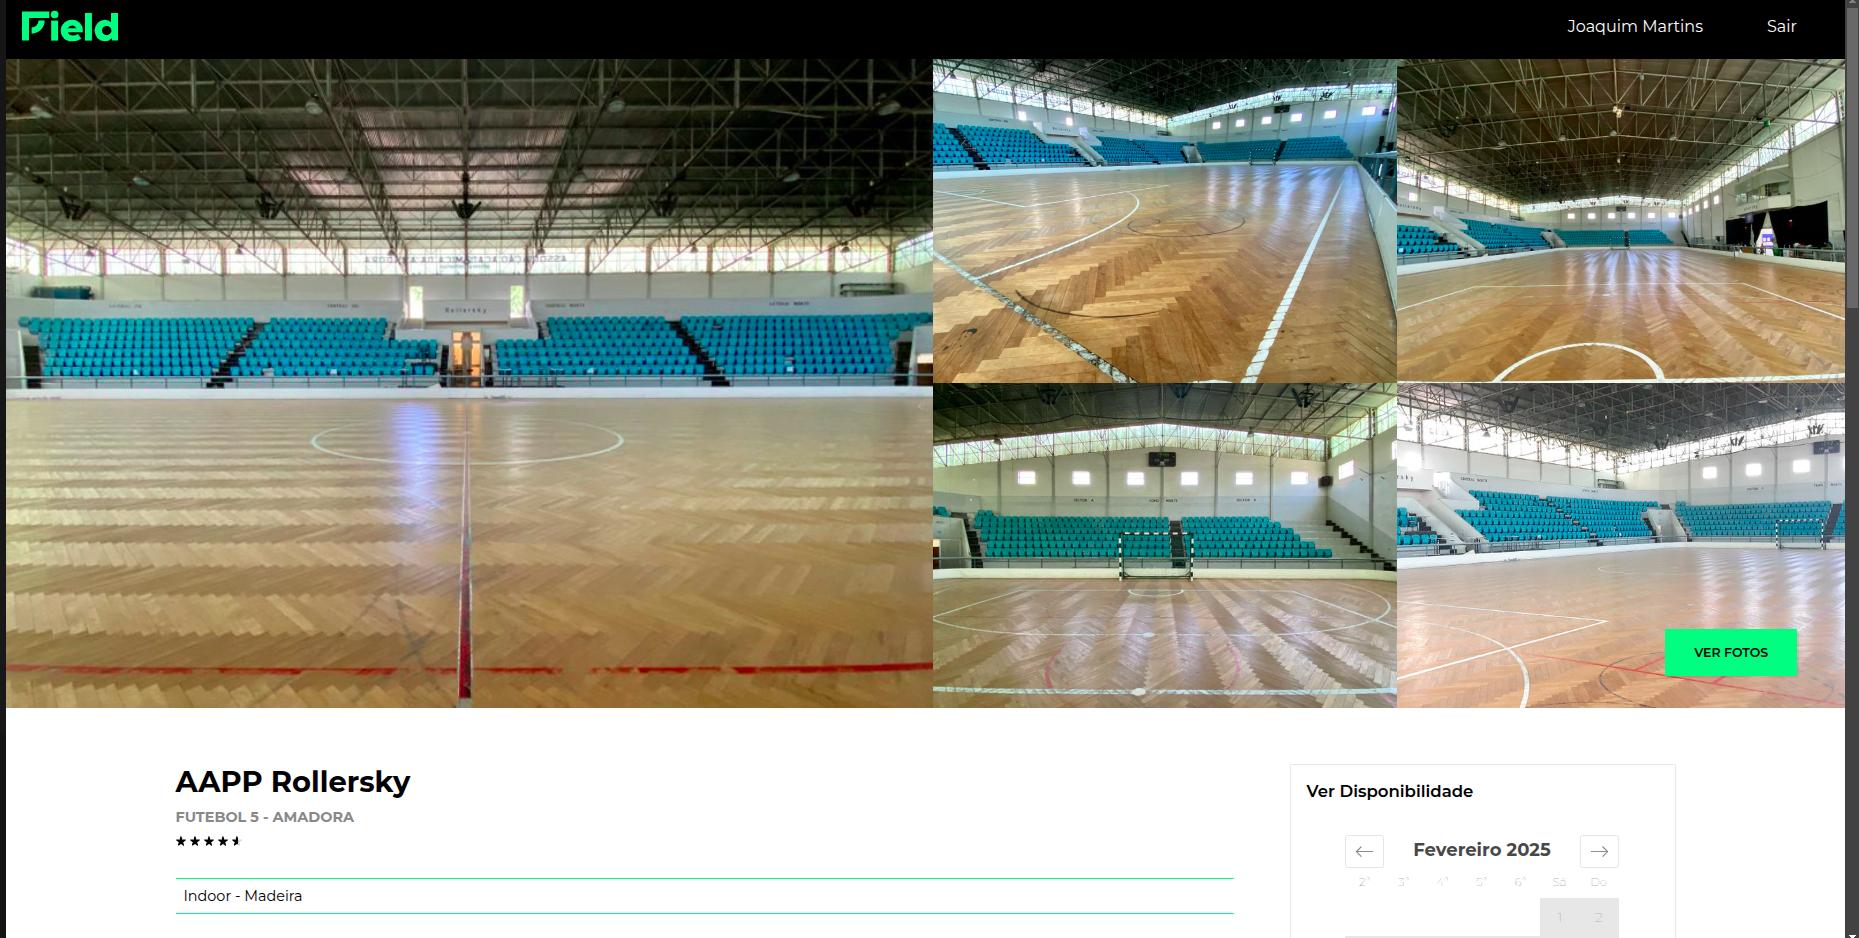 Field
Joaquim Martins
Sair
Rollersky
VER FOTOS
AAPP Rollersky
FUTEBOL 5 - AMADORA
Indoor - Madeira
Ver Disponibilidade
Fevereiro 2025
2ª 3ª 4ª 5ª 6ª Sá Do
1 2